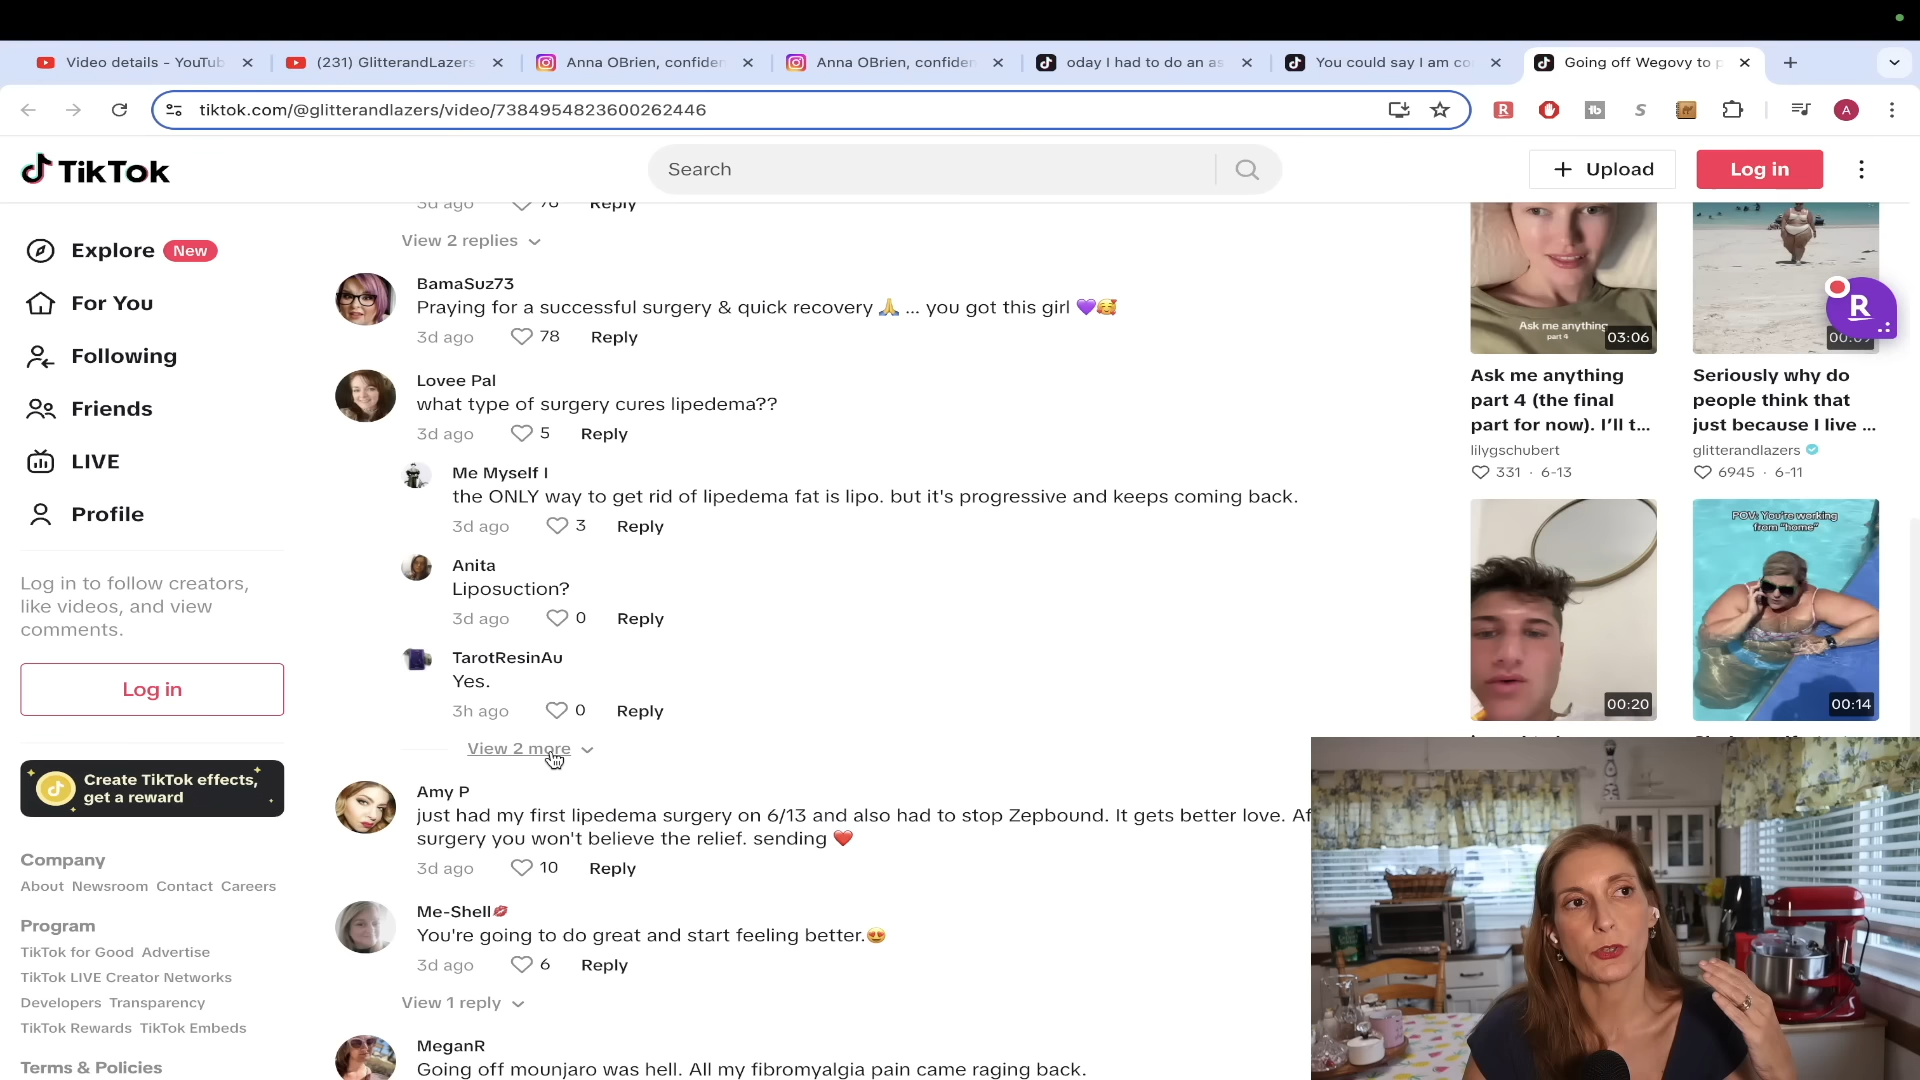 Video details - YouTub
(231) GlitterandLazers
Anna OBrien, confiden
Anna OBrien, confiden
oday I had to do an as
You could say I am co
Going off Wegovy to p
tiktok.com/@glitterandlazers/video/7384954823600262446
R
tb
S
A
TikTok
Search
Upload
Log in
Explore New
For You
Following
Friends
LIVE
Profile
Log in to follow creators,
like videos, and view
comments.
Log in
Create TikTok effects,
get a reward
Company
About Newsroom Contact Careers
Program
TikTok for Good Advertise
TikTok LIVE Creator Networks
Developers Transparency
TikTok Rewards TikTok Embeds
Terms & Policies
3d ago 76 Reply
View 2 replies
BamaSuz73
Praying for a successful surgery & quick recovery 🙏 ... you got this girl 💜🥰
3d ago 78 Reply
Lovee Pal
what type of surgery cures lipedema??
3d ago 5 Reply
Me Myself I
the ONLY way to get rid of lipedema fat is lipo. but it's progressive and keeps coming back.
3d ago 3 Reply
Anita
Liposuction?
3d ago 0 Reply
TarotResinAu
Yes.
3h ago 0 Reply
View 2 more
Amy P
just had my first lipedema surgery on 6/13 and also had to stop Zepbound. It gets better love. Af
surgery you won't believe the relief. sending ❤️
3d ago 10 Reply
Me-Shell💋
You're going to do great and start feeling better.😍
3d ago 6 Reply
View 1 reply
MeganR
Going off mounjaro was hell. All my fibromyalgia pain came raging back.
Ask me anything
part 4
03:06
Ask me anything
part 4 (the final
part for now). I'll t...
lilygschubert
331 · 6-13
R
Seriously why do
people think that
just because I live ...
glitterandlazers
6945 · 6-11
00:20
POV: You're working
from "home"
00:14